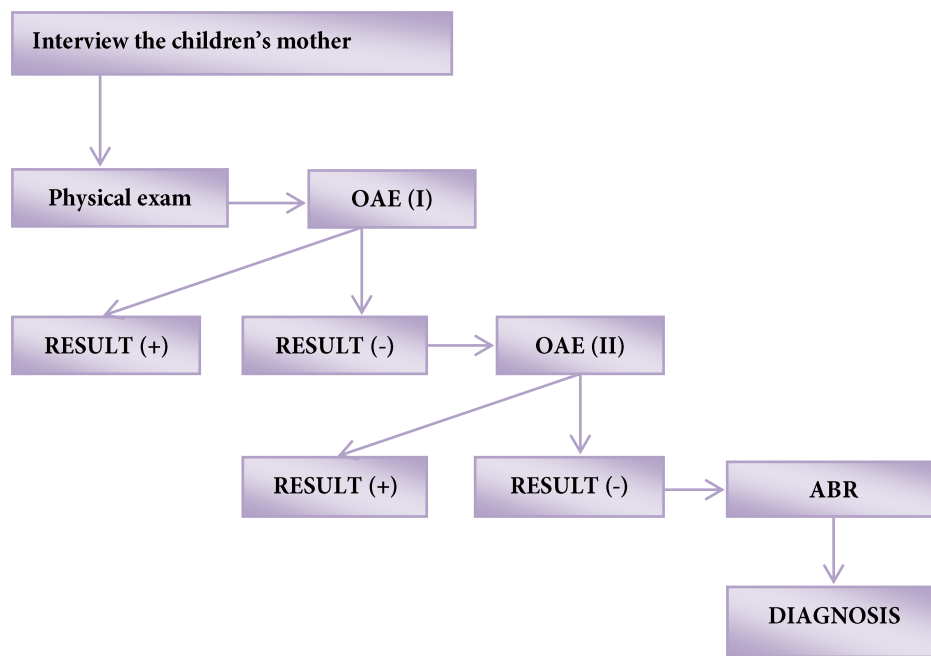 Interview the children’s mother
Physical exam
OAE (I)
RESULT (+)
RESULT (-)
OAE (II)
RESULT (+)
RESULT (-)
ABR
DIAGNOSIS